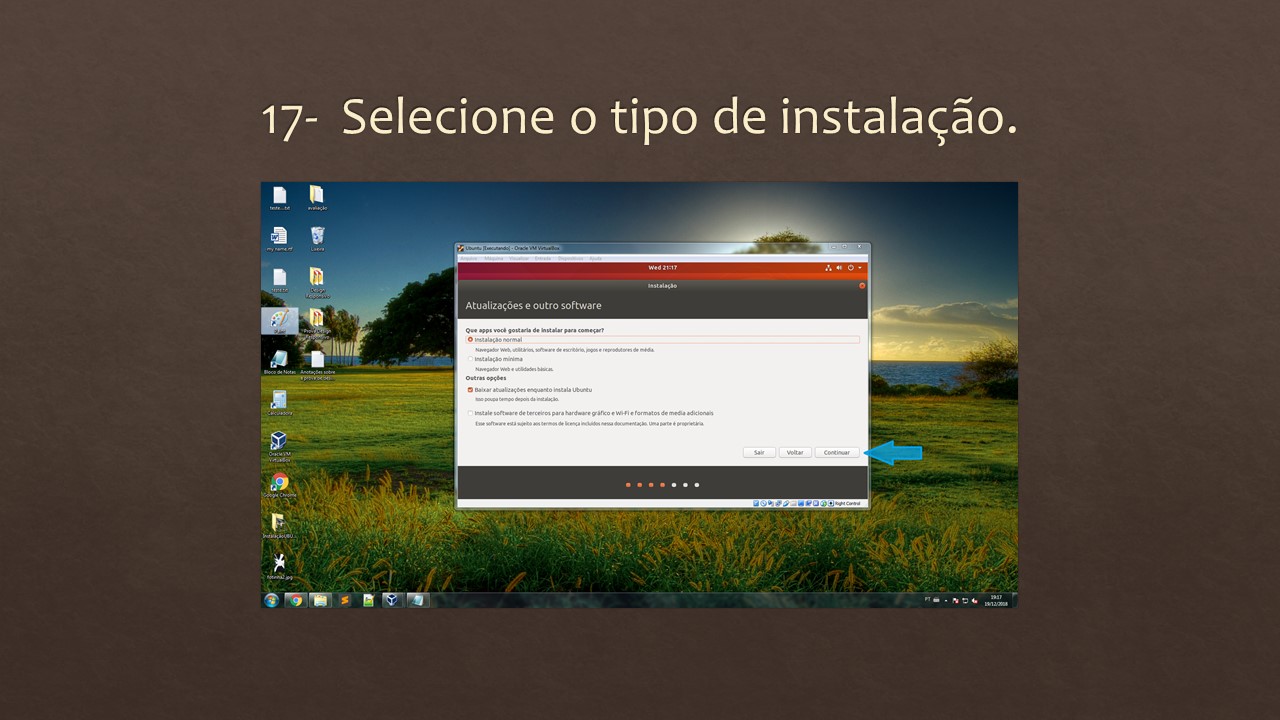 17- Selecione o tipo de instalação.
teste....txt
avaliação
my name.rtf
Lixeira
teste.txt
Design
Responsivo
Paint
Prova Design
Bloco de Notas
Anotações sobre
Calculadora
Oracle VM
VirtualBox
Google Chrome
InstalaçãoUBU...
fotinha2.jpg
Ubuntu [Executando] - Oracle VM VirtualBox
Arquivo Máquina Visualizar Entrada Dispositivos Ajuda
Wed 21:17
Instalação
Atualizações e outro software
Que apps você gostaria de instalar para começar?
Instalação normal
Navegador Web, utilitários, software de escritório, jogos e reprodutores de média.
Instalação mínima
Navegador Web e utilidades básicas.
Outras opções
Baixar atualizações enquanto instala Ubuntu
Isso poupa tempo depois da instalação.
Instale software de terceiros para hardware gráfico e Wi-Fi e formatos de media adicionais
Esse software está sujeito aos termos de licença incluídos nessa documentação. Uma parte é proprietária.
Sair Voltar Continuar
Right Control
PT
19:17
19/12/2018